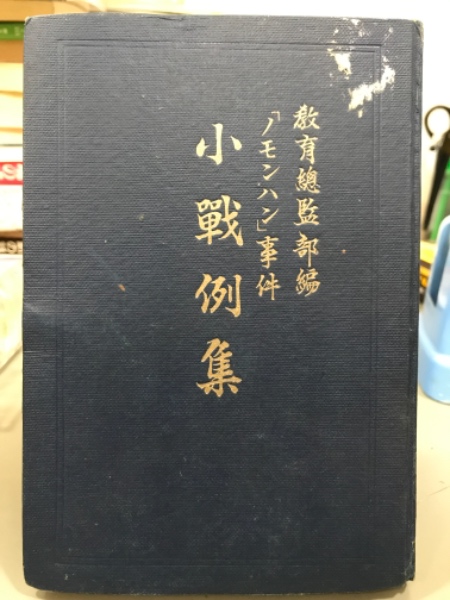 教育總監部編
「ノモンハン」事件
小戰例集